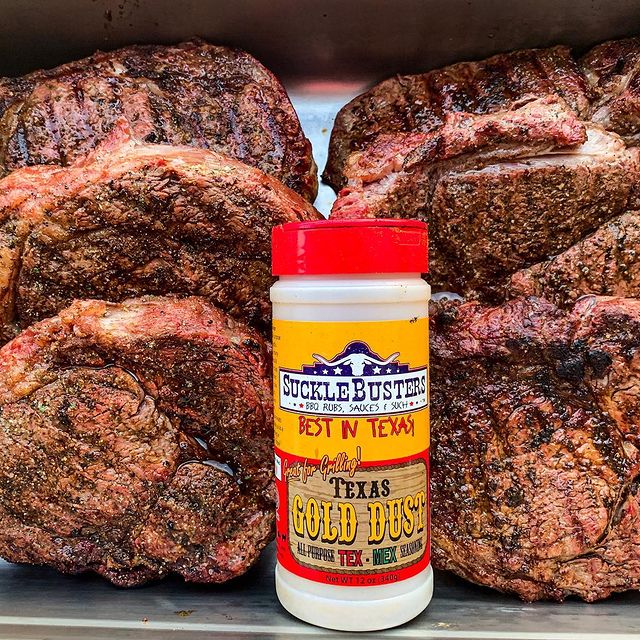 SUCKLEBUSTERS
BBQ RUBS, SAUCES & SUCH
BEST IN TEXAS
Great for Grilling!
TEXAS
GOLD DUST
ALL PURPOSE TEX-MEX SEASONING
Net WT 12 oz (340g)